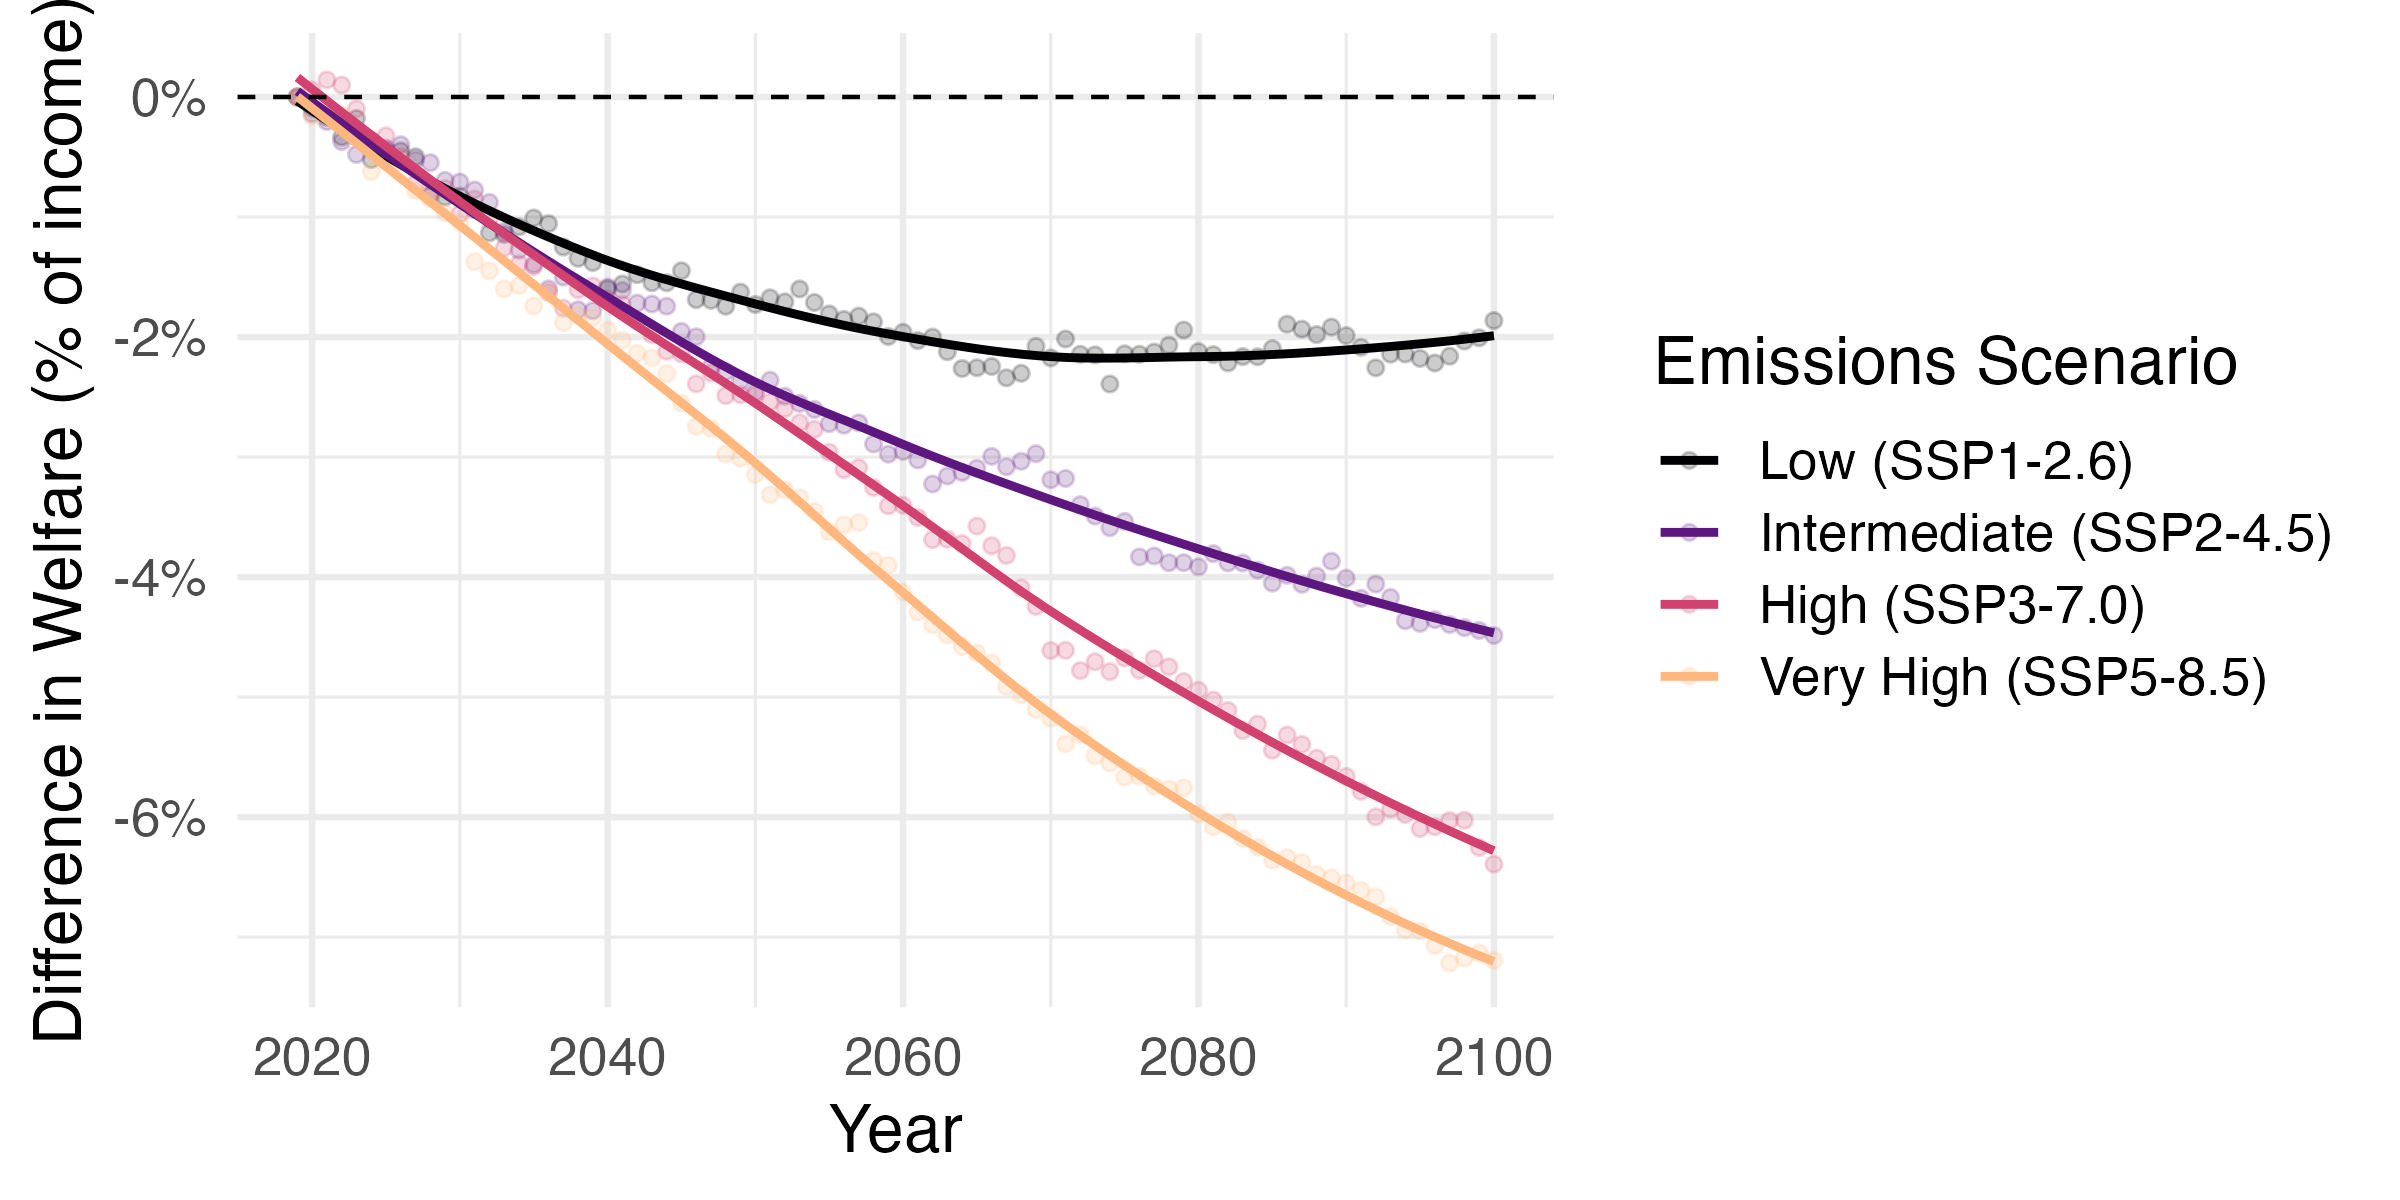 Difference in Welfare (% of income)
0%
-2%
-4%
-6%
2020 2040 2060 2080 2100
Year
Emissions Scenario
Low (SSP1-2.6)
Intermediate (SSP2-4.5)
High (SSP3-7.0)
Very High (SSP5-8.5)